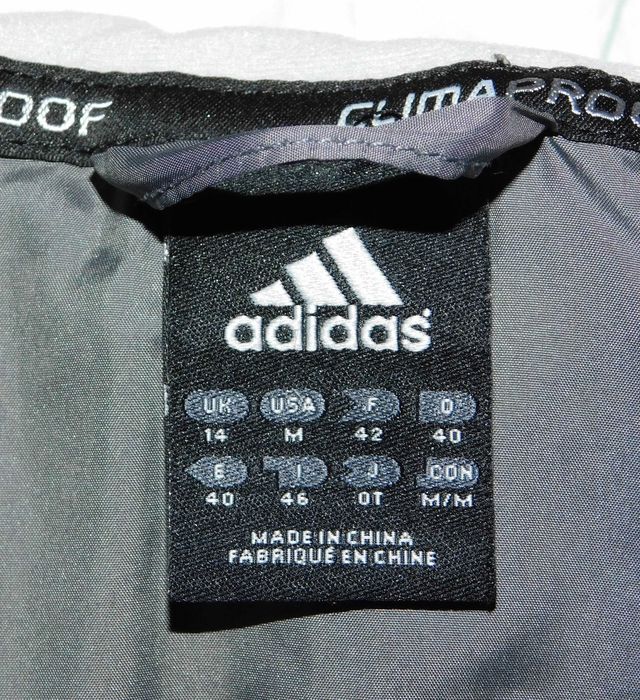 OOF CLIMAPROO
adidas
UK USA F D
14 M 42 40
E I J CON
40 46 OT M/M
MADE IN CHINA
FABRIQUÉ EN CHINE